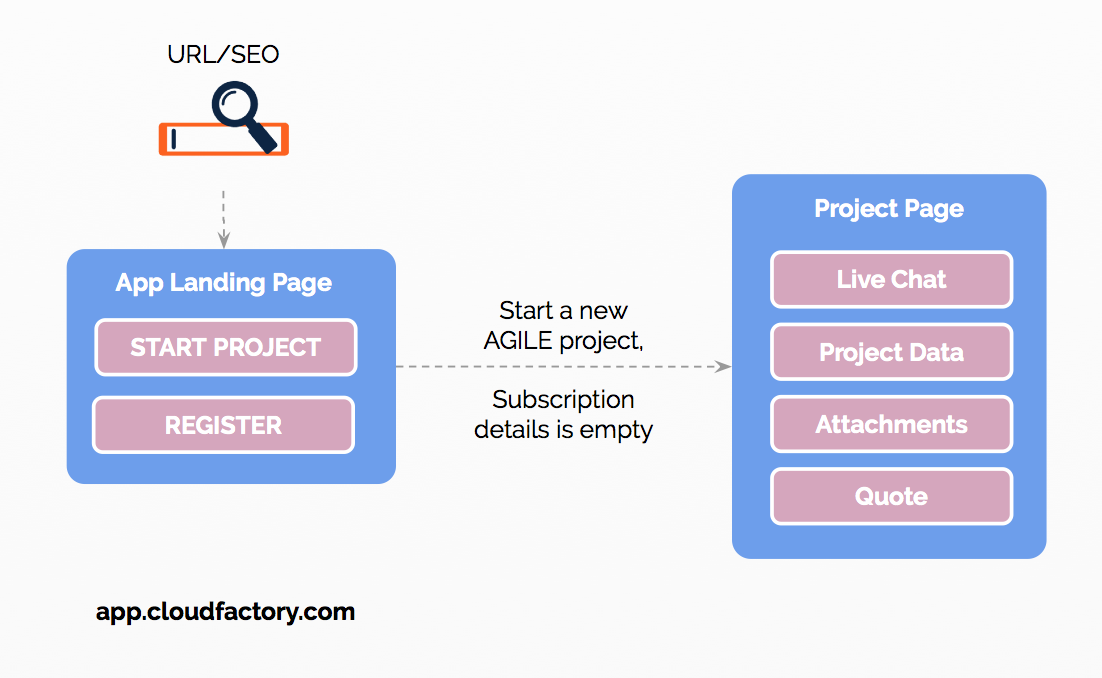 URL/SEO
App Landing Page
START PROJECT
REGISTER
Start a new
AGILE project,
Subscription
details is empty
Project Page
Live Chat
Project Data
Attachments
Quote
app.cloudfactory.com